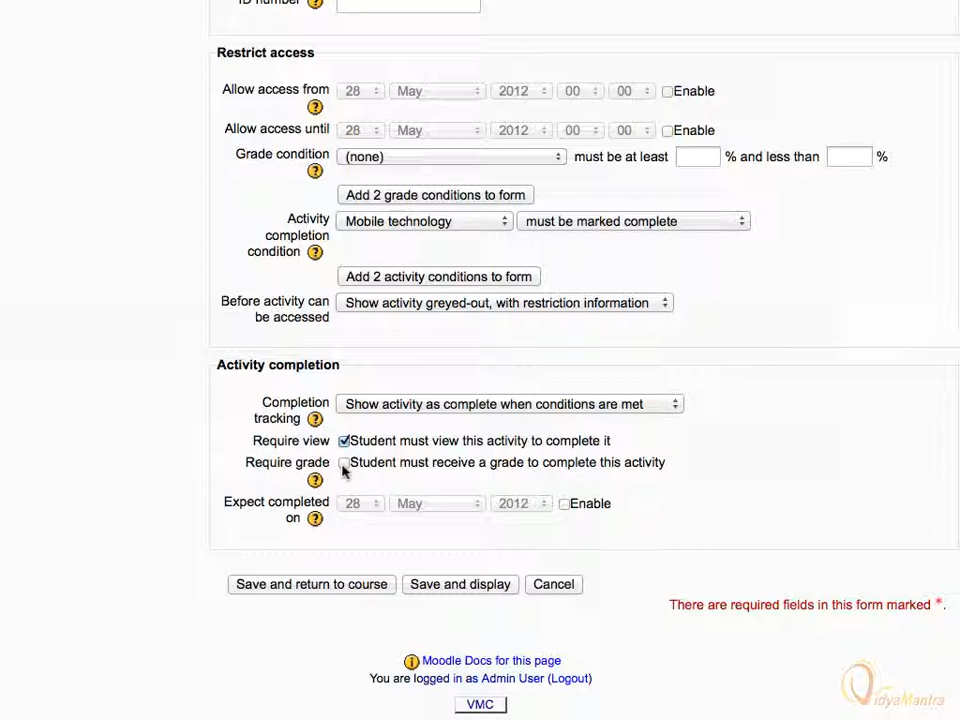 ID number
Restrict access
Allow access from 28 May 2012 00 00 Enable
Allow access until 28 May 2012 00 00 Enable
Grade condition (none) must be at least % and less than %
Add 2 grade conditions to form
Activity completion condition Mobile technology must be marked complete
Add 2 activity conditions to form
Before activity can be accessed Show activity greyed-out, with restriction information
Activity completion
Completion tracking Show activity as complete when conditions are met
Require view Student must view this activity to complete it
Require grade Student must receive a grade to complete this activity
Expect completed on 28 May 2012 Enable
Save and return to course Save and display Cancel
There are required fields in this form marked *.
Moodle Docs for this page
You are logged in as Admin User (Logout)
VMC
VidyaMantra